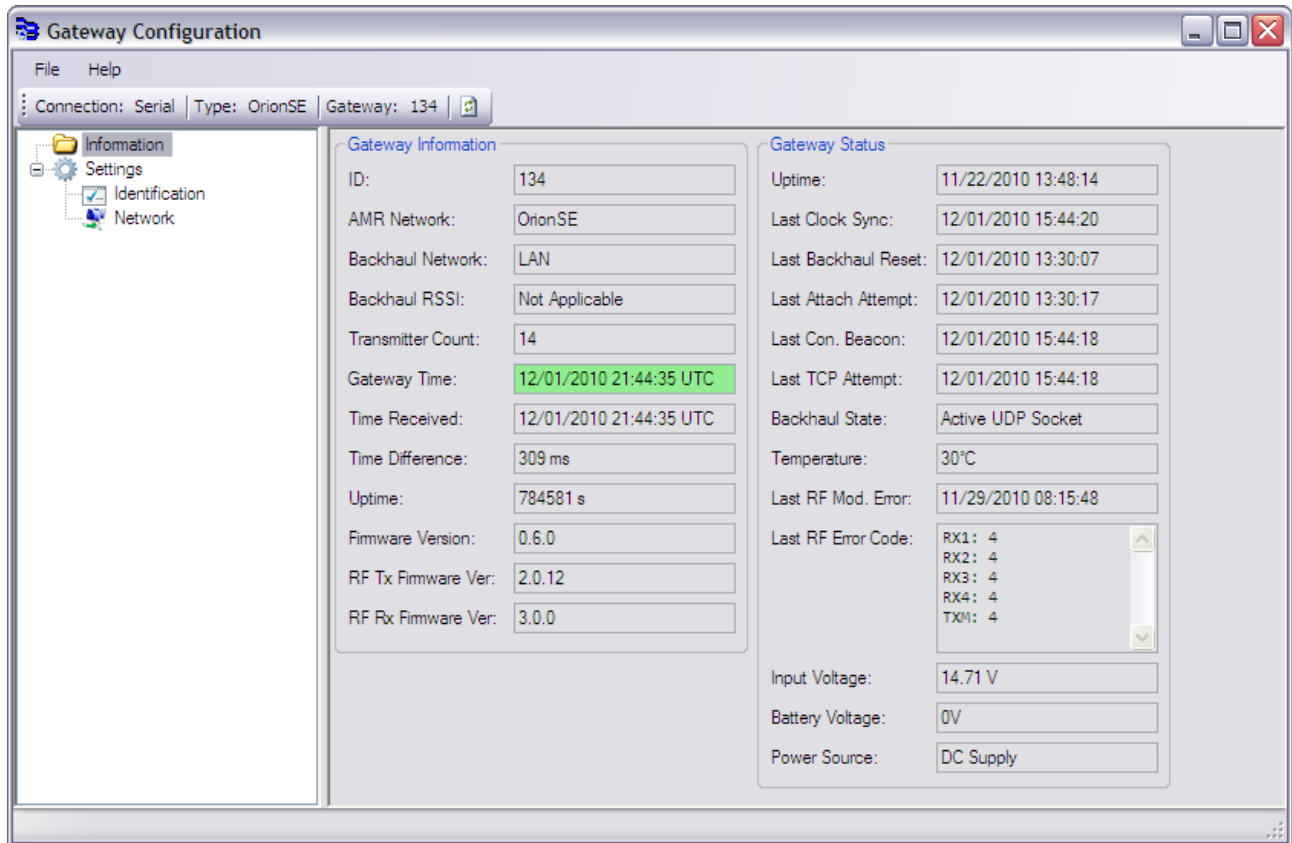 Gateway Configuration
File Help
Connection: Serial Type: OrionSE Gateway: 134
Information
Settings
Identification
Network
Gateway Information
ID: 134
AMR Network: OrionSE
Backhaul Network: LAN
Backhaul RSSI: Not Applicable
Transmitter Count: 14
Gateway Time: 12/01/2010 21:44:35 UTC
Time Received: 12/01/2010 21:44:35 UTC
Time Difference: 309 ms
Uptime: 784581 s
Firmware Version: 0.6.0
RF Tx Firmware Ver: 2.0.12
RF Rx Firmware Ver: 3.0.0
Gateway Status
Uptime: 11/22/2010 13:48:14
Last Clock Sync: 12/01/2010 15:44:20
Last Backhaul Reset: 12/01/2010 13:30:07
Last Attach Attempt: 12/01/2010 13:30:17
Last Con. Beacon: 12/01/2010 15:44:18
Last TCP Attempt: 12/01/2010 15:44:18
Backhaul State: Active UDP Socket
Temperature: 30°C
Last RF Mod. Error: 11/29/2010 08:15:48
Last RF Error Code: RX1: 4
RX2: 4
RX3: 4
RX4: 4
TXM: 4
Input Voltage: 14.71 V
Battery Voltage: 0V
Power Source: DC Supply